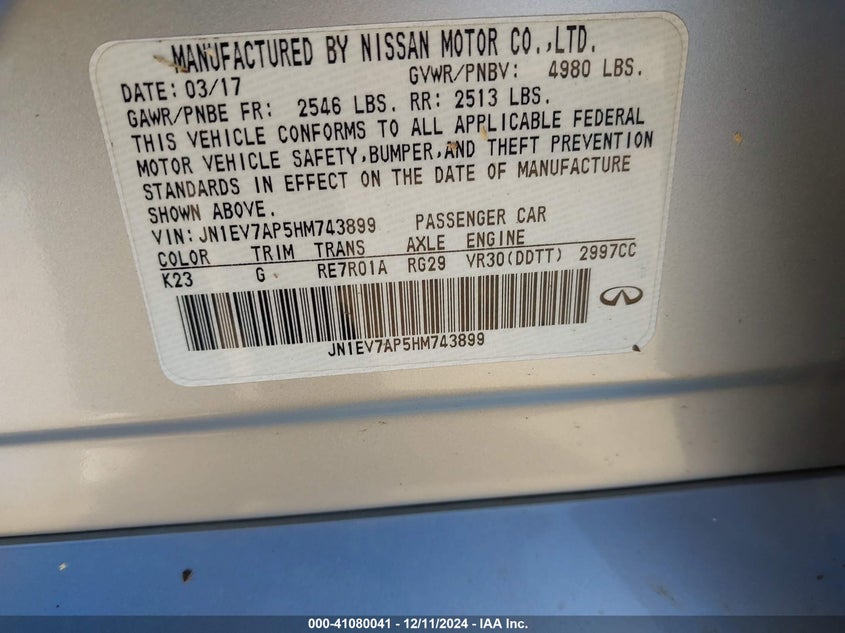 MANUFACTURED BY NISSAN MOTOR CO.,LTD.
DATE: 03/17 GVWR/PNBV: 4980 LBS.
GAWR/PNBE FR: 2546 LBS. RR: 2513 LBS.
THIS VEHICLE CONFORMS TO ALL APPLICABLE FEDERAL
MOTOR VEHICLE SAFETY,BUMPER,AND THEFT PREVENTION
STANDARDS IN EFFECT ON THE DATE OF MANUFACTURE
SHOWN ABOVE.
VIN: JN1EV7AP5HM743899 PASSENGER CAR
COLOR TRIM TRANS AXLE ENGINE
K23 G RE7R01A RG29 VR30(DDTT) 2997CC
JN1EV7AP5HM743899
000-41080041 - 12/11/2024 - IAA Inc.